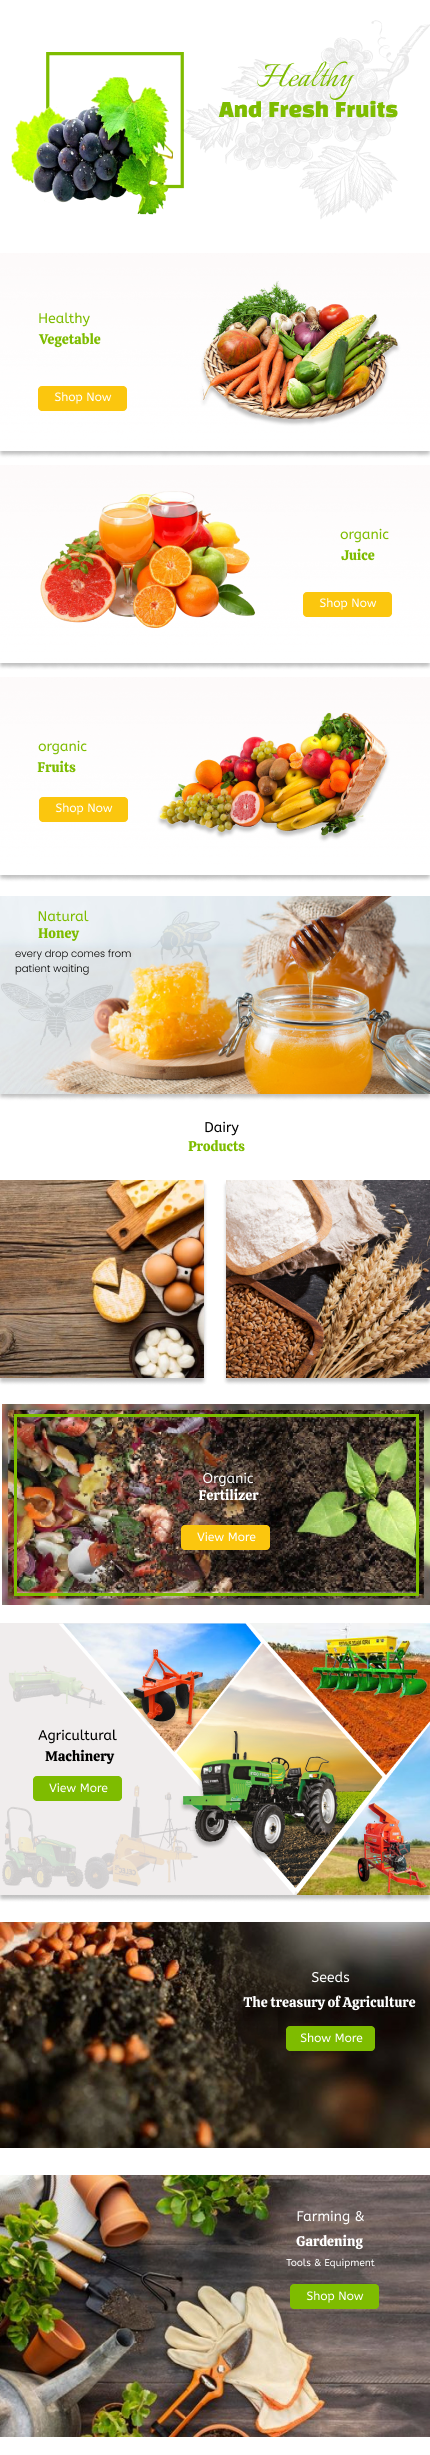 Healthy
And Fresh Fruits
Healthy
Vegetable
Shop Now
organic
Juice
Shop Now
organic
Fruits
Shop Now
Natural
Honey
every drop comes from
patient waiting
Dairy
Products
Organic
Fertilizer
View More
Agricultural
Machinery
View More
Seeds
The treasury of Agriculture
Show More
Farming &
Gardening
Tools & Equipment
Shop Now